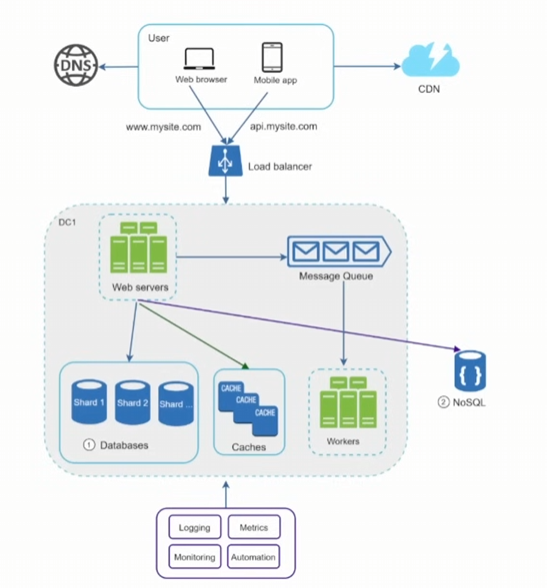 User
DNS
Web browser
Mobile app
CDN
www.mysite.com
api.mysite.com
Load balancer
DC1
Web servers
Message Queue
Shard 1
Shard 2
Shard ...
① Databases
CACHE
CACHE
CACHE
Caches
Workers
{ }
② NoSQL
Logging
Metrics
Monitoring
Automation